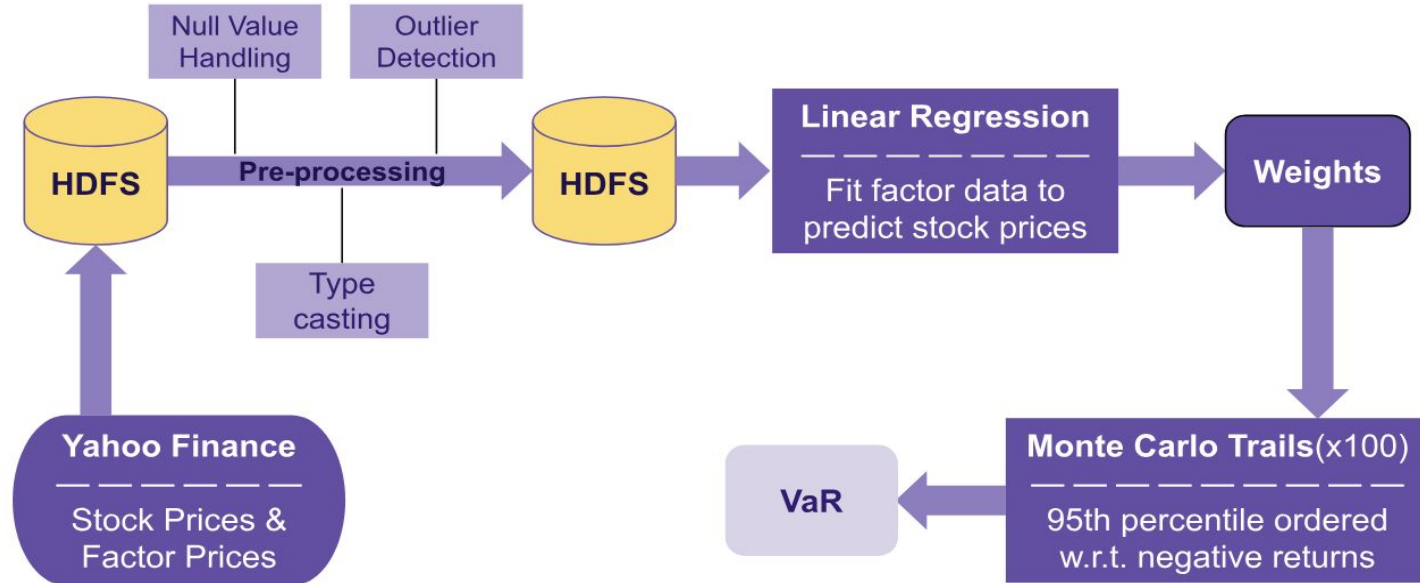 Null Value
Handling
Outlier
Detection
HDFS
Pre-processing
HDFS
Type
casting
Linear Regression
Fit factor data to
predict stock prices
Weights
Yahoo Finance
Stock Prices &
Factor Prices
Monte Carlo Trails(x100)
95th percentile ordered
w.r.t. negative returns
VaR